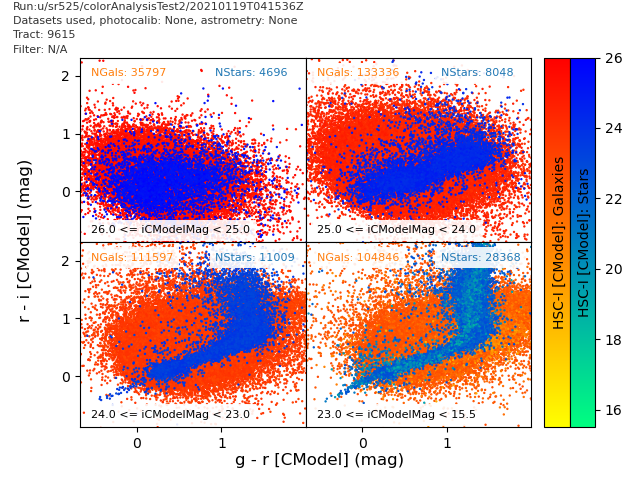 Run:u/sr525/colorAnalysisTest2/20210119T041536Z
Datasets used, photocalib: None, astrometry: None
Tract: 9615
Filter: N/A
NGals: 35797
NStars: 4696
NGals: 133336
NStars: 8048
26.0 <= iCModelMag < 25.0
25.0 <= iCModelMag < 24.0
NGals: 111597
NStars: 11009
NGals: 104846
NStars: 28368
24.0 <= iCModelMag < 23.0
23.0 <= iCModelMag < 15.5
2
1
0
2
1
0
0
1
0
1
r - i [CModel] (mag)
g - r [CModel] (mag)
HSC-I [CModel]: Galaxies
HSC-I [CModel]: Stars
26
24
22
20
18
16